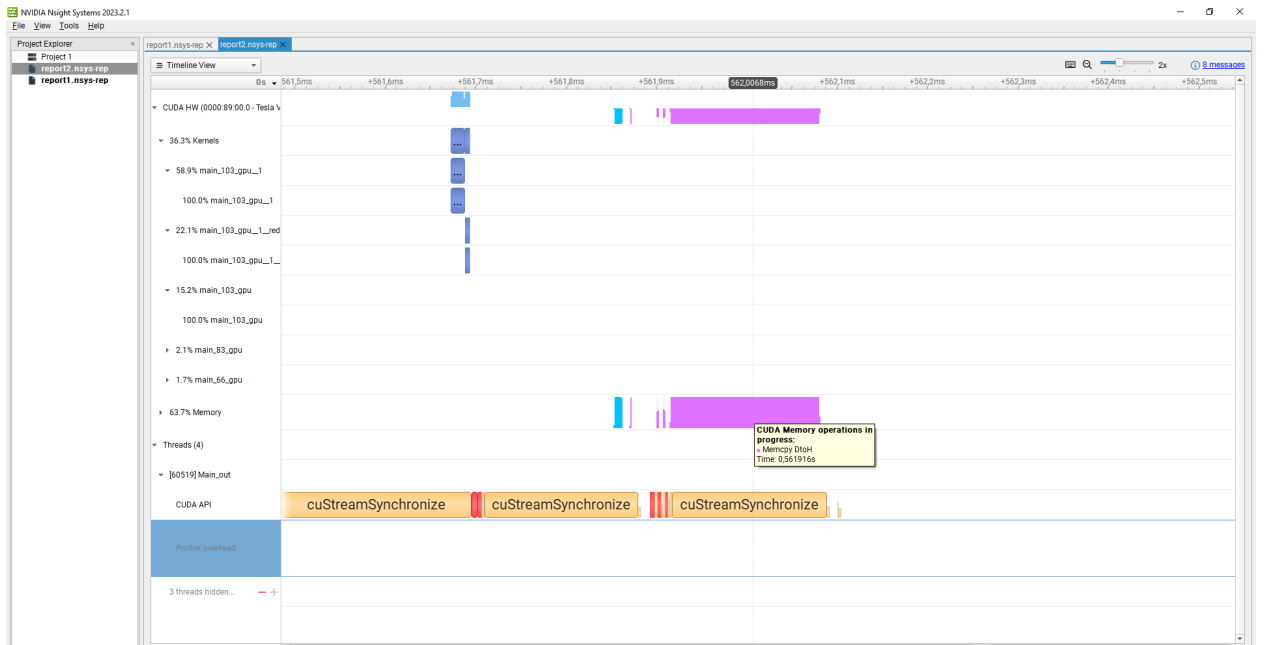 NVIDIA Nsight Systems 2023.2.1
File View Tools Help
Project Explorer
Project 1
report2.nsys-rep
report1.nsys-rep
report1.nsys-rep report2.nsys-rep
Timeline View
2x
8 messages
0s
561,5ms +561,6ms +561,7ms +561,8ms +561,9ms 562,0068ms +562,1ms +562,2ms +562,3ms +562,4ms +562,5ms
CUDA HW (0000:89:00.0 - Tesla V
36.3% Kernels
...
58.9% main_103_gpu__1
...
100.0% main_103_gpu__1
...
22.1% main_103_gpu__1__red
100.0% main_103_gpu__1__
15.2% main_103_gpu
100.0% main_103_gpu
2.1% main_83_gpu
1.7% main_66_gpu
63.7% Memory
CUDA Memory operations in
progress:
Memcpy DtoH
Time: 0,561916s
Threads (4)
[60519] Main_out
CUDA API
cuStreamSynchronize cuStreamSynchronize cuStreamSynchronize
Profiler overhead
3 threads hidden...